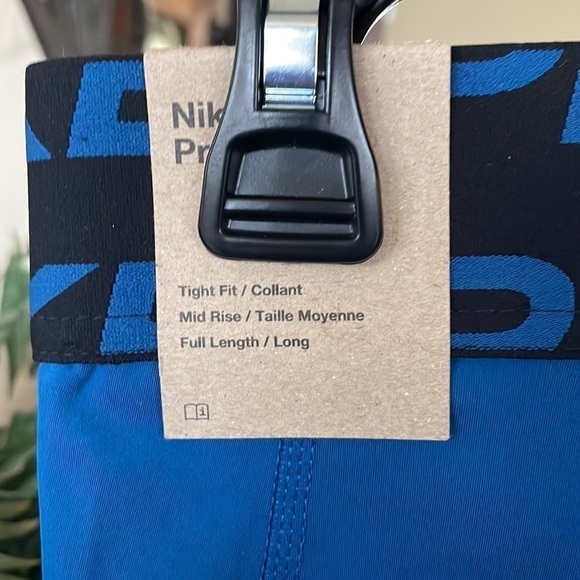 Nik
Pr
Tight Fit / Collant
Mid Rise / Taille Moyenne
Full Length / Long
i